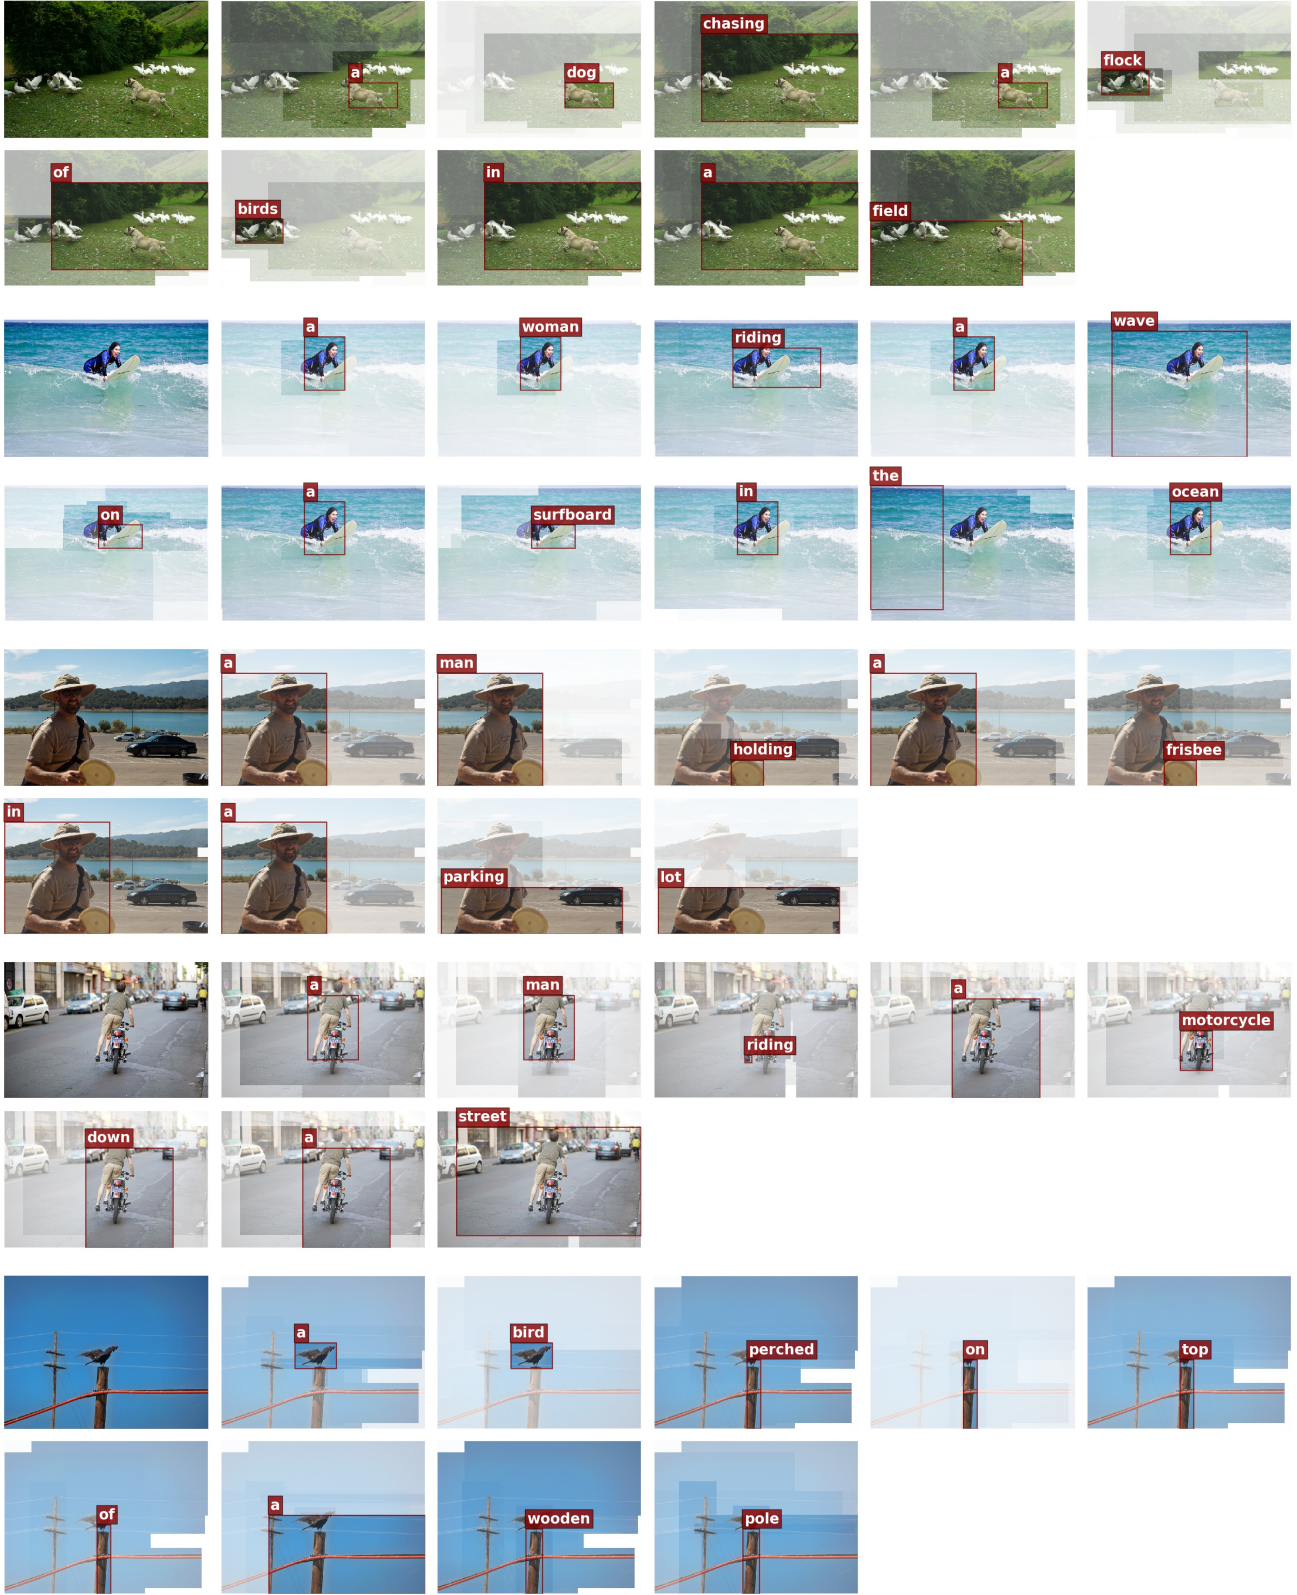 a dog chasing a flock
of birds in a field
a woman riding a wave
on a surfboard in the ocean
a man holding a frisbee
in a parking lot
a man riding a motorcycle
down a street
a bird perched on top
of a wooden pole